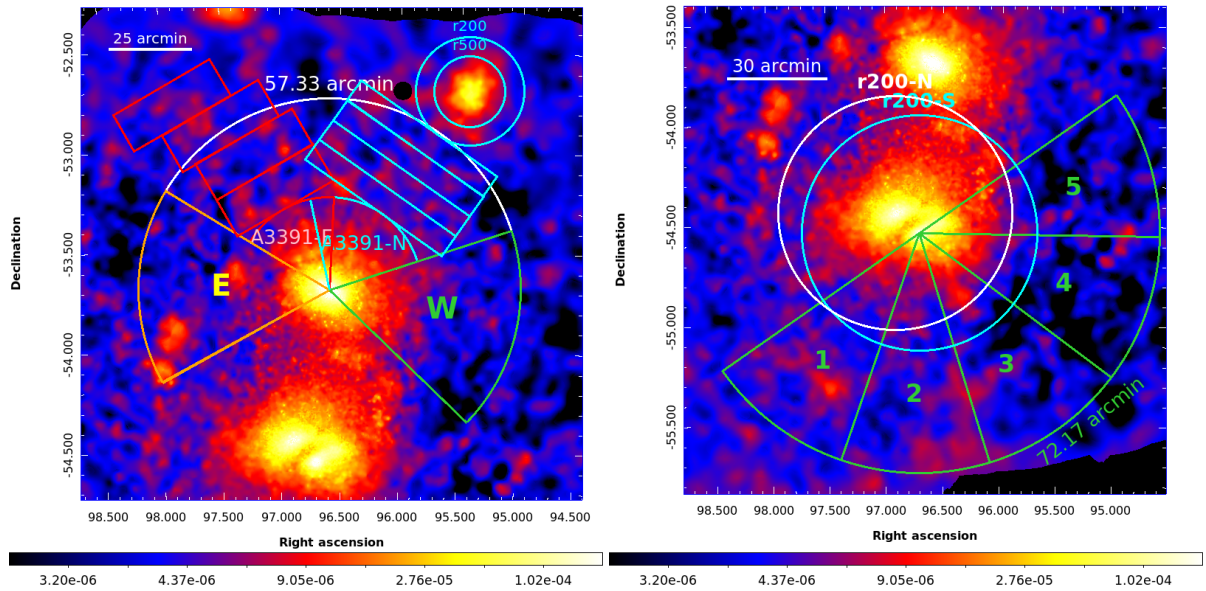 25 arcmin
r200
r500
57.33 arcmin
A3391-E
A3391-N
E
W
-52.500
-53.000
-53.500
-54.000
-54.500
Declination
98.500 98.000 97.500 97.000 96.500 96.000 95.500 95.000 94.500
Right ascension
3.20e-06 4.37e-06 9.05e-06 2.76e-05 1.02e-04
30 arcmin
r200-N
r200-S
5
4
3
2
1
72.17 arcmin
-53.500
-54.000
-54.500
-55.000
-55.500
Declination
98.500 98.000 97.500 97.000 96.500 96.000 95.500 95.000
Right ascension
3.20e-06 4.37e-06 9.05e-06 2.76e-05 1.02e-04